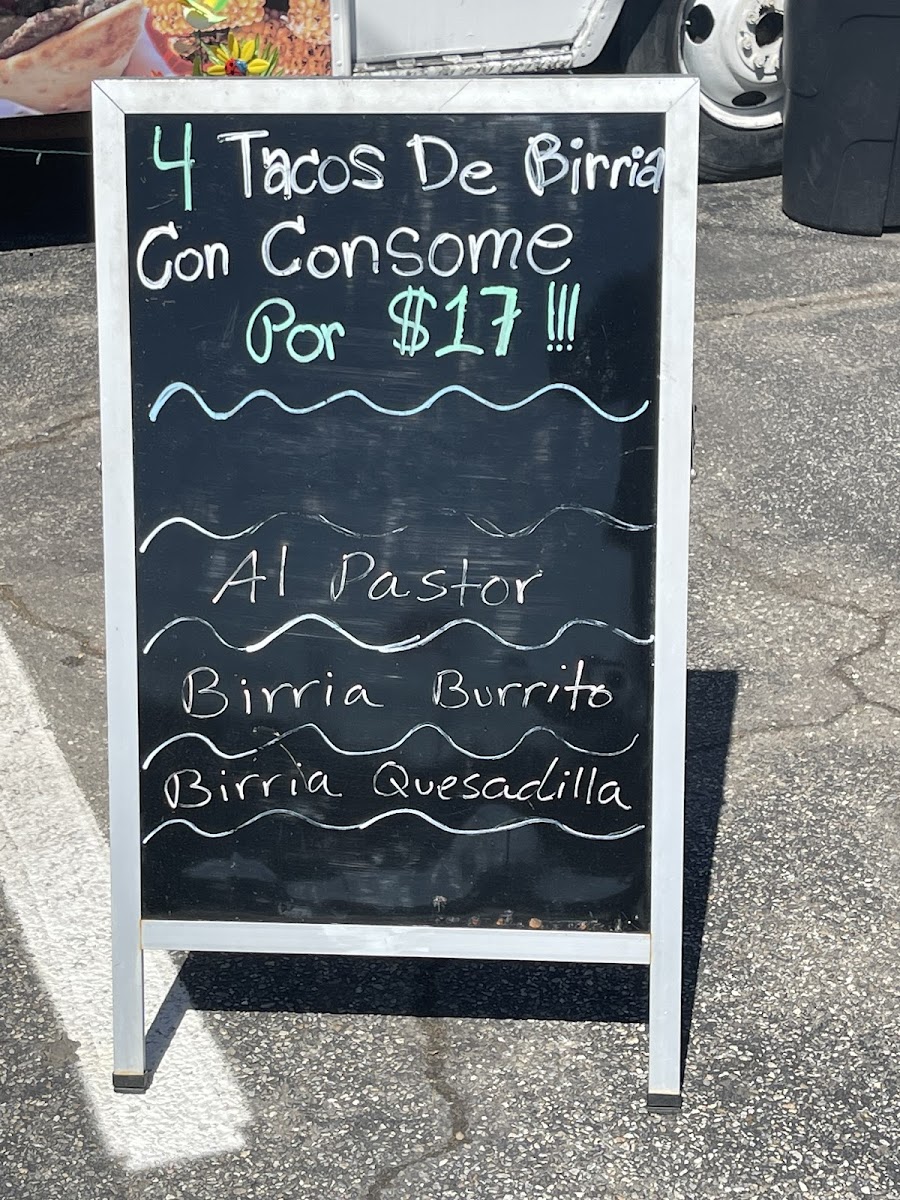 4 Tacos De Birria
Con Consome
Por $17 !!!
Al Pastor
Birria Burrito
Birria Quesadilla